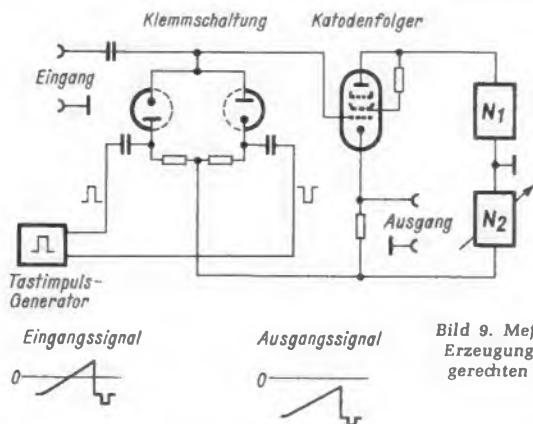 Klemmschaltung
Katodenfolger
Eingang
N1
N2
Ausgang
Tastimpuls-
Generator
Eingangssignal
Ausgangssignal
0
0
Bild 9. Meß
Erzeugung
gerechten